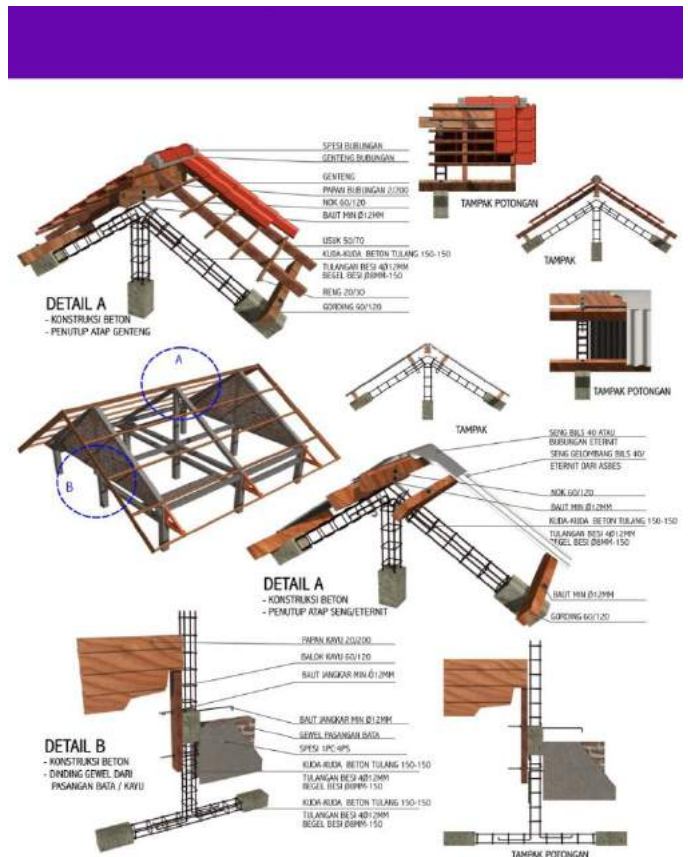 SPESI BUBUNGAN
GENTENG BUBUNGAN
GENTENG
PAPAN BUBUNGAN 2/200
NOK 60/120
BAUT MIN Ø12MM
USUK 50/70
KUDA-KUDA BETON TULANG 150-150
TULANGAN BESI 4Ø12MM
BEGEL BESI Ø8MM-150
RENG 20/30
GORDING 60/120
DETAIL A
- KONSTRUKSI BETON
- PENUTUP ATAP GENTENG
TAMPAK POTONGAN
TAMPAK
TAMPAK POTONGAN
A
B
TAMPAK
SENG BJLS 40 ATAU
BUBUNGAN ETERNIT
SENG GELOMBANG BJLS 40/
ETERNIT DARI ASBES
NOK 60/120
BAUT MIN Ø12MM
KUDA-KUDA BETON TULANG 150-150
TULANGAN BESI 4Ø12MM
BEGEL BESI Ø8MM-150
BAUT MIN Ø12MM
GORDING 60/120
DETAIL A
- KONSTRUKSI BETON
- PENUTUP ATAP SENG/ETERNIT
PAPAN KAYU 20/200
BALOK KAYU 60/120
BAUT JANGKAR MIN Ø12MM
BAUT JANGKAR MIN Ø12MM
GEWEL PASANGAN BATA
SPESI 1PC:4PS
KUDA-KUDA BETON TULANG 150-150
TULANGAN BESI 4Ø12MM
BEGEL BESI Ø8MM-150
KUDA-KUDA BETON TULANG 150-150
TULANGAN BESI 4Ø12MM
BEGEL BESI Ø8MM-150
DETAIL B
- KONSTRUKSI BETON
- DINDING GEWEL DARI
PASANGAN BATA / KAYU
TAMPAK POTONGAN